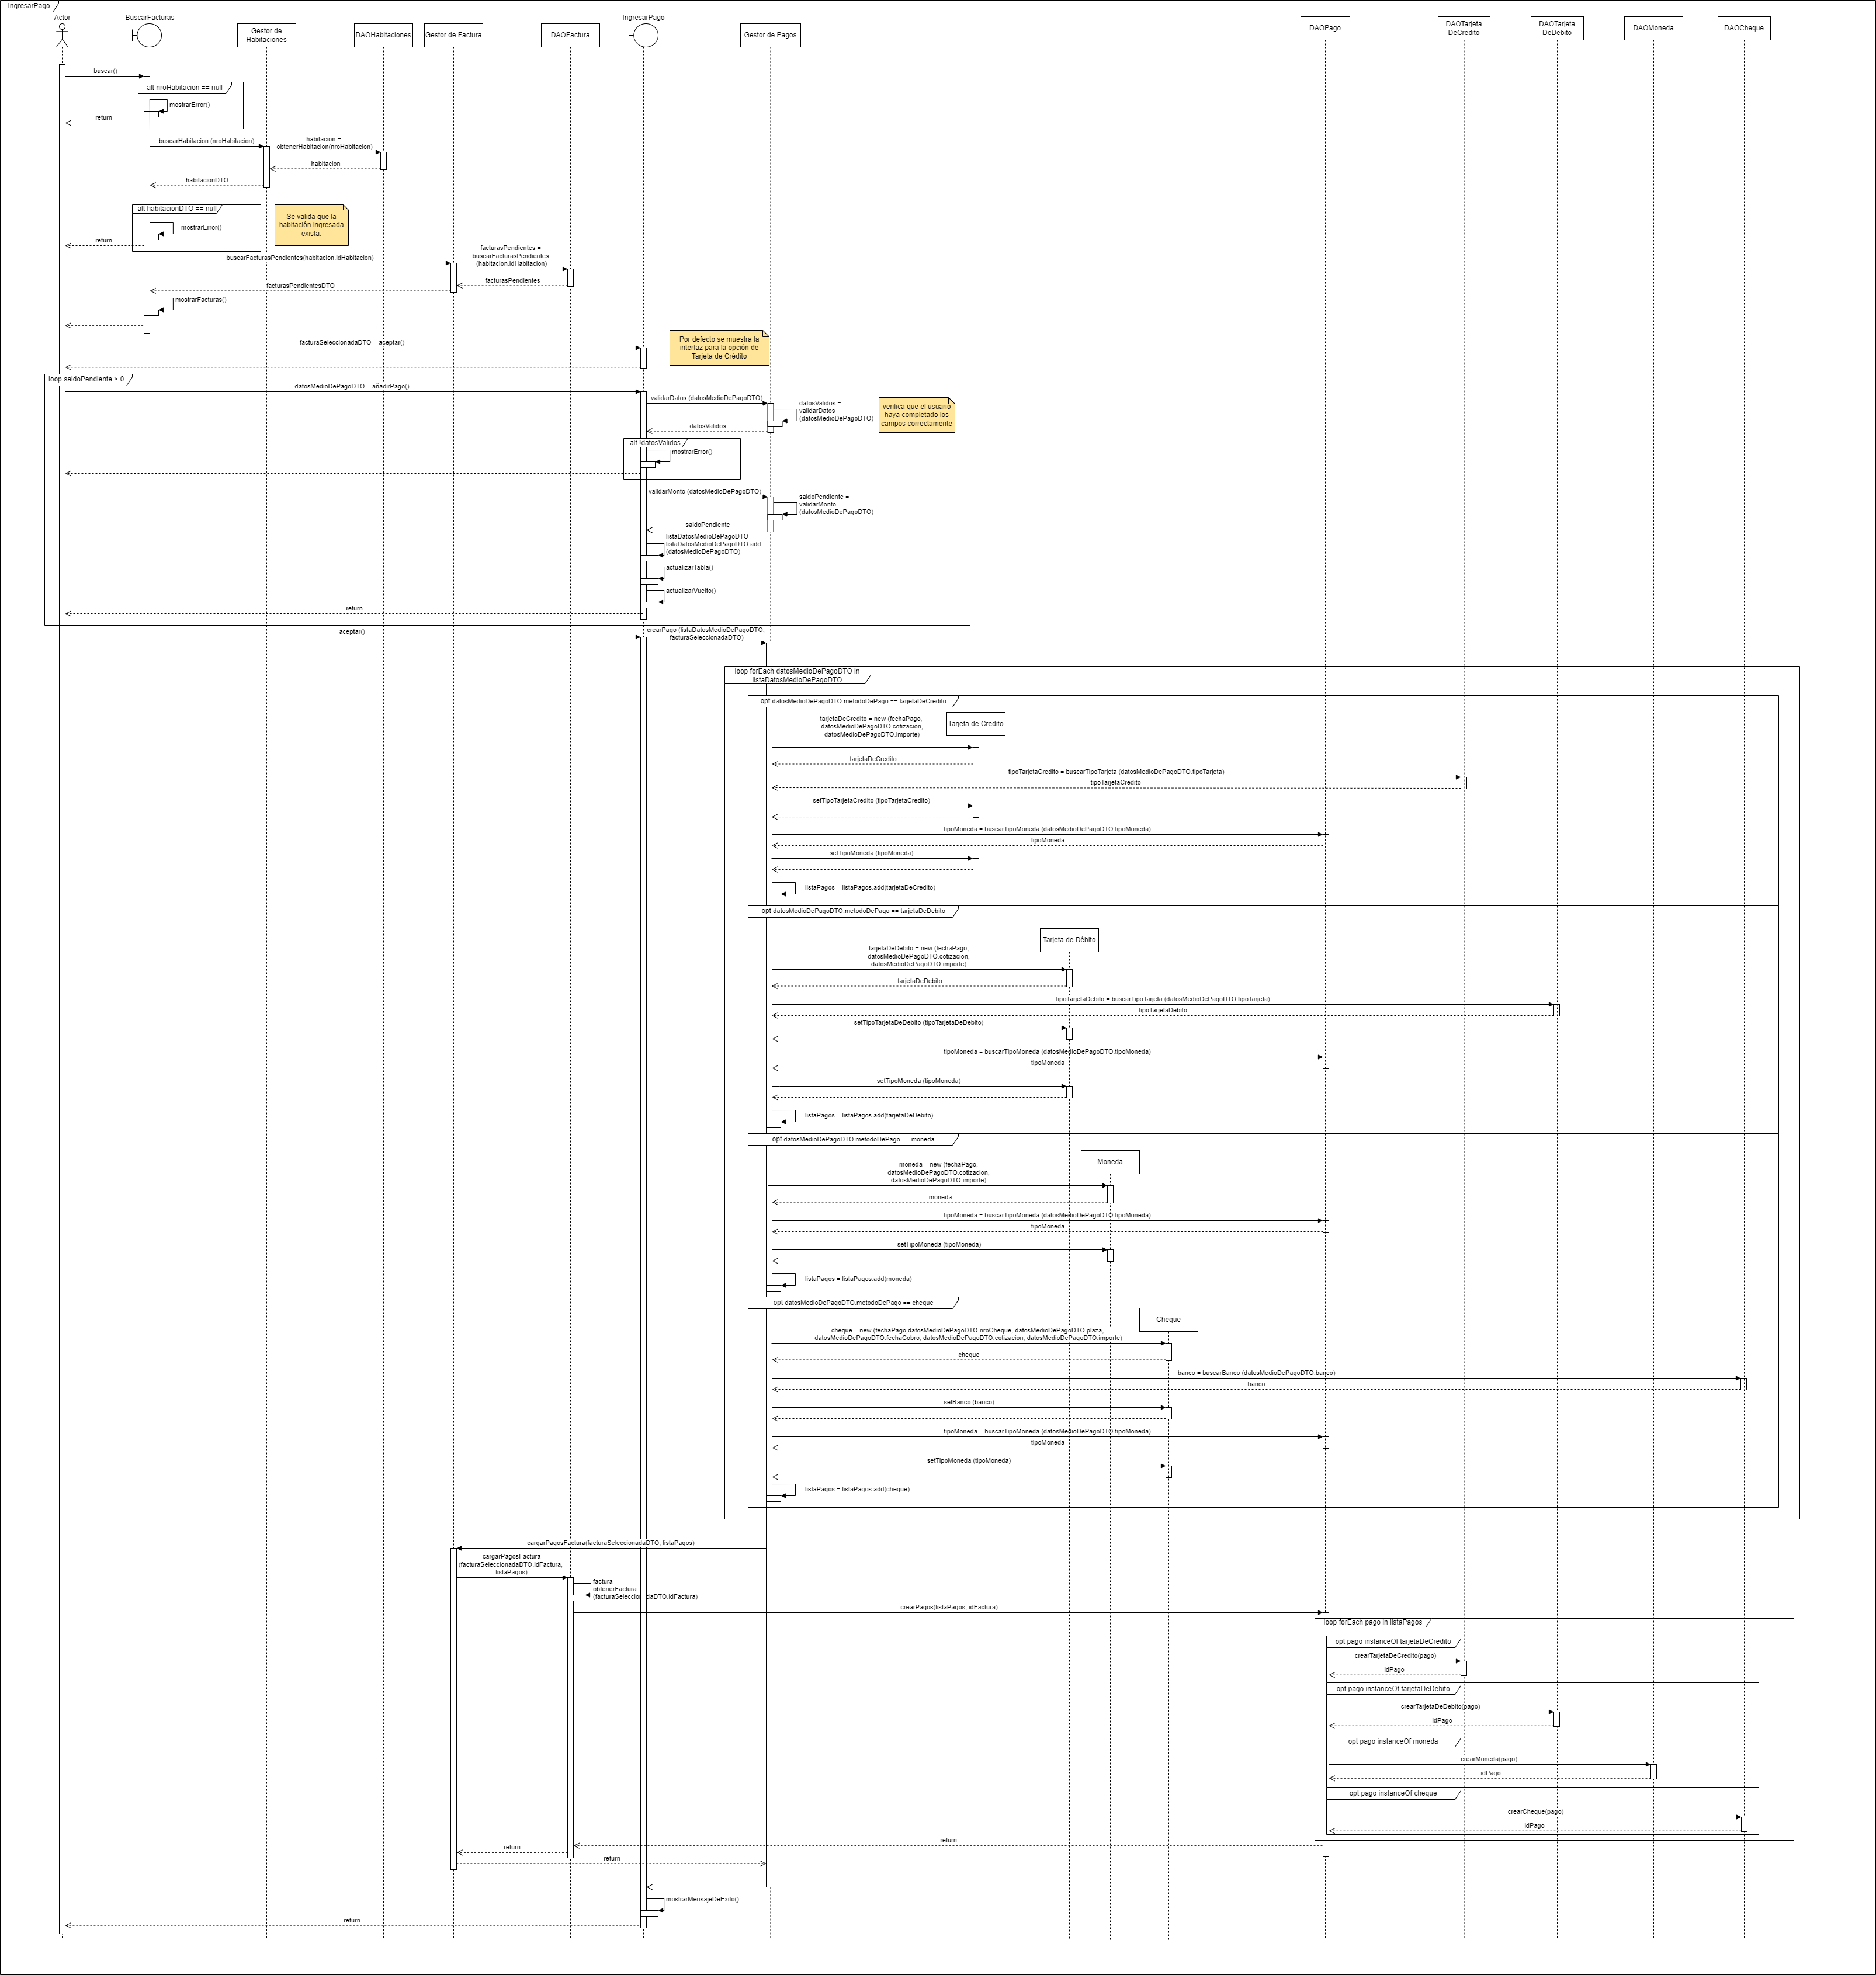 IngresarPago
Actor
BuscarFacturas
Gestor de
Habitaciones
DAOHabitaciones
Gestor de Factura
DAOFactura
IngresarPago
Gestor de Pagos
DAOPago
DAOTarjeta
DeCredito
DAOTarjeta
DeDebito
DAOMoneda
DAOCheque
buscar()
alt nroHabitacion == null
mostrarError()
return
buscarHabitacion (nroHabitacion)
habitacion =
obtenerHabitacion(nroHabitacion)
habitacion
habitacionDTO
alt habitacionDTO == null
Se valida que la
habitación ingresada
exista.
mostrarError()
return
buscarFacturasPendientes(habitacion.idHabitacion)
facturasPendientes =
buscarFacturasPendientes
(habitacion.idHabitacion)
facturasPendientes
facturasPendientesDTO
mostrarFacturas()
facturaSeleccionadaDTO = aceptar()
Por defecto se muestra la
interfaz para la opción de
Tarjeta de Crédito
loop saldoPendiente > 0
datosMedioDePagoDTO = añadirPago()
validarDatos (datosMedioDePagoDTO)
datosValidos =
validarDatos
(datosMedioDePagoDTO)
verifica que el usuario
haya completado los
campos correctamente
datosValidos
alt !datosValidos
mostrarError()
validarMonto (datosMedioDePagoDTO)
saldoPendiente =
validarMonto
(datosMedioDePagoDTO)
saldoPendiente
listaDatosMedioDePagoDTO =
listaDatosMedioDePagoDTO.add
(datosMedioDePagoDTO)
actualizarTabla()
actualizarVuelto()
return
aceptar()
crearPago (listaDatosMedioDePagoDTO,
facturaSeleccionadaDTO)
loop forEach datosMedioDePagoDTO in
listaDatosMedioDePagoDTO
opt datosMedioDePagoDTO.metodoDePago == tarjetaDeCredito
tarjetaDeCredito = new (fechaPago,
datosMedioDePagoDTO.cotizacion,
datosMedioDePagoDTO.importe)
Tarjeta de Credito
tarjetaDeCredito
tipoTarjetaCredito = buscarTipoTarjeta (datosMedioDePagoDTO.tipoTarjeta)
tipoTarjetaCredito
setTipoTarjetaCredito (tipoTarjetaCredito)
tipoMoneda = buscarTipoMoneda (datosMedioDePagoDTO.tipoMoneda)
tipoMoneda
setTipoMoneda (tipoMoneda)
listaPagos = listaPagos.add(tarjetaDeCredito)
opt datosMedioDePagoDTO.metodoDePago == tarjetaDeDebito
Tarjeta de Débito
tarjetaDeDebito = new (fechaPago,
datosMedioDePagoDTO.cotizacion,
datosMedioDePagoDTO.importe)
tarjetaDeDebito
tipoTarjetaDebito = buscarTipoTarjeta (datosMedioDePagoDTO.tipoTarjeta)
tipoTarjetaDebito
setTipoTarjetaDeDebito (tipoTarjetaDeDebito)
tipoMoneda = buscarTipoMoneda (datosMedioDePagoDTO.tipoMoneda)
tipoMoneda
setTipoMoneda (tipoMoneda)
listaPagos = listaPagos.add(tarjetaDeDebito)
opt datosMedioDePagoDTO.metodoDePago == moneda
Moneda
moneda = new (fechaPago,
datosMedioDePagoDTO.cotizacion,
datosMedioDePagoDTO.importe)
moneda
tipoMoneda = buscarTipoMoneda (datosMedioDePagoDTO.tipoMoneda)
tipoMoneda
setTipoMoneda (tipoMoneda)
listaPagos = listaPagos.add(moneda)
opt datosMedioDePagoDTO.metodoDePago == cheque
Cheque
cheque = new (fechaPago,datosMedioDePagoDTO.nroCheque, datosMedioDePagoDTO.plaza,
datosMedioDePagoDTO.fechaCobro, datosMedioDePagoDTO.cotizacion, datosMedioDePagoDTO.importe)
cheque
banco = buscarBanco (datosMedioDePagoDTO.banco)
banco
setBanco (banco)
tipoMoneda = buscarTipoMoneda (datosMedioDePagoDTO.tipoMoneda)
tipoMoneda
setTipoMoneda (tipoMoneda)
listaPagos = listaPagos.add(cheque)
cargarPagosFactura(facturaSeleccionadaDTO, listaPagos)
cargarPagosFactura
(facturaSeleccionadaDTO.idFactura,
listaPagos)
factura =
obtenerFactura
(facturaSeleccionadaDTO.idFactura)
crearPagos(listaPagos, idFactura)
loop forEach pago in listaPagos
opt pago instanceOf tarjetaDeCredito
crearTarjetaDeCredito(pago)
idPago
opt pago instanceOf tarjetaDeDebito
crearTarjetaDeDebito(pago)
idPago
opt pago instanceOf moneda
crearMoneda(pago)
idPago
opt pago instanceOf cheque
crearCheque(pago)
idPago
return
return
return
mostrarMensajeDeExito()
return